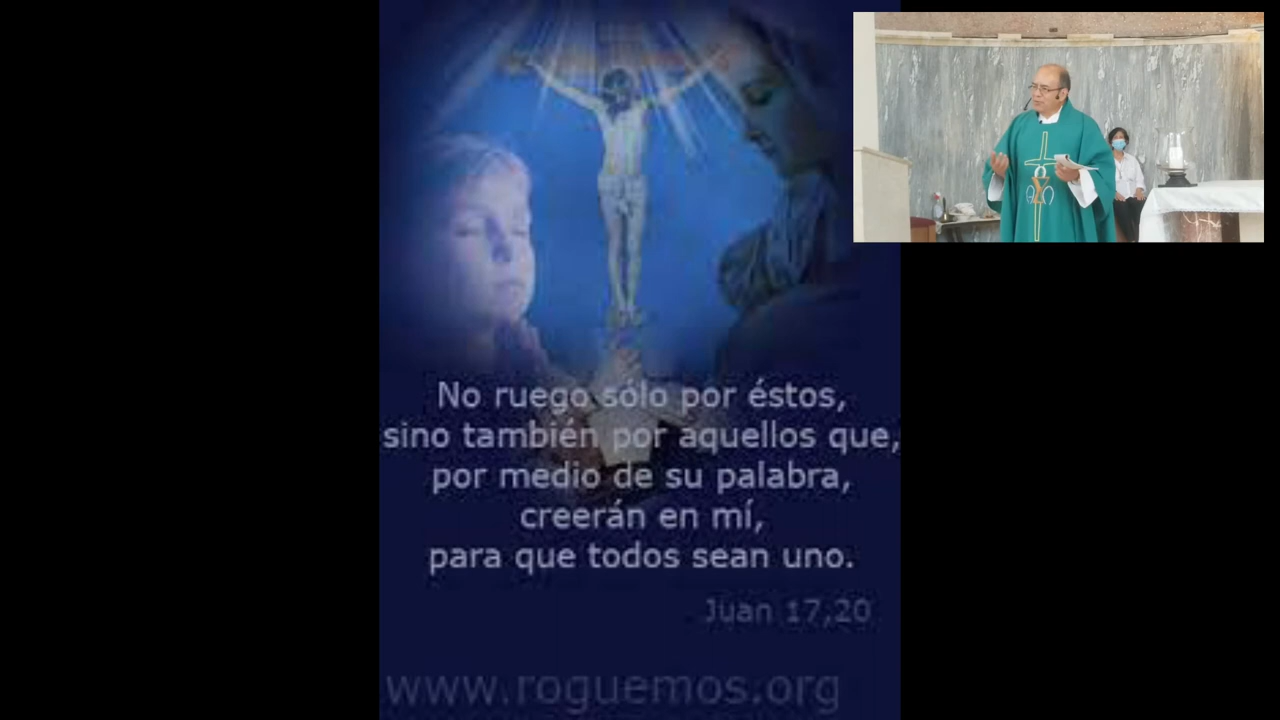 No ruego sólo por éstos,
sino también por aquellos que,
por medio de su palabra,
creerán en mí,
para que todos sean uno.
Juan 17,20
www.roguemos.org